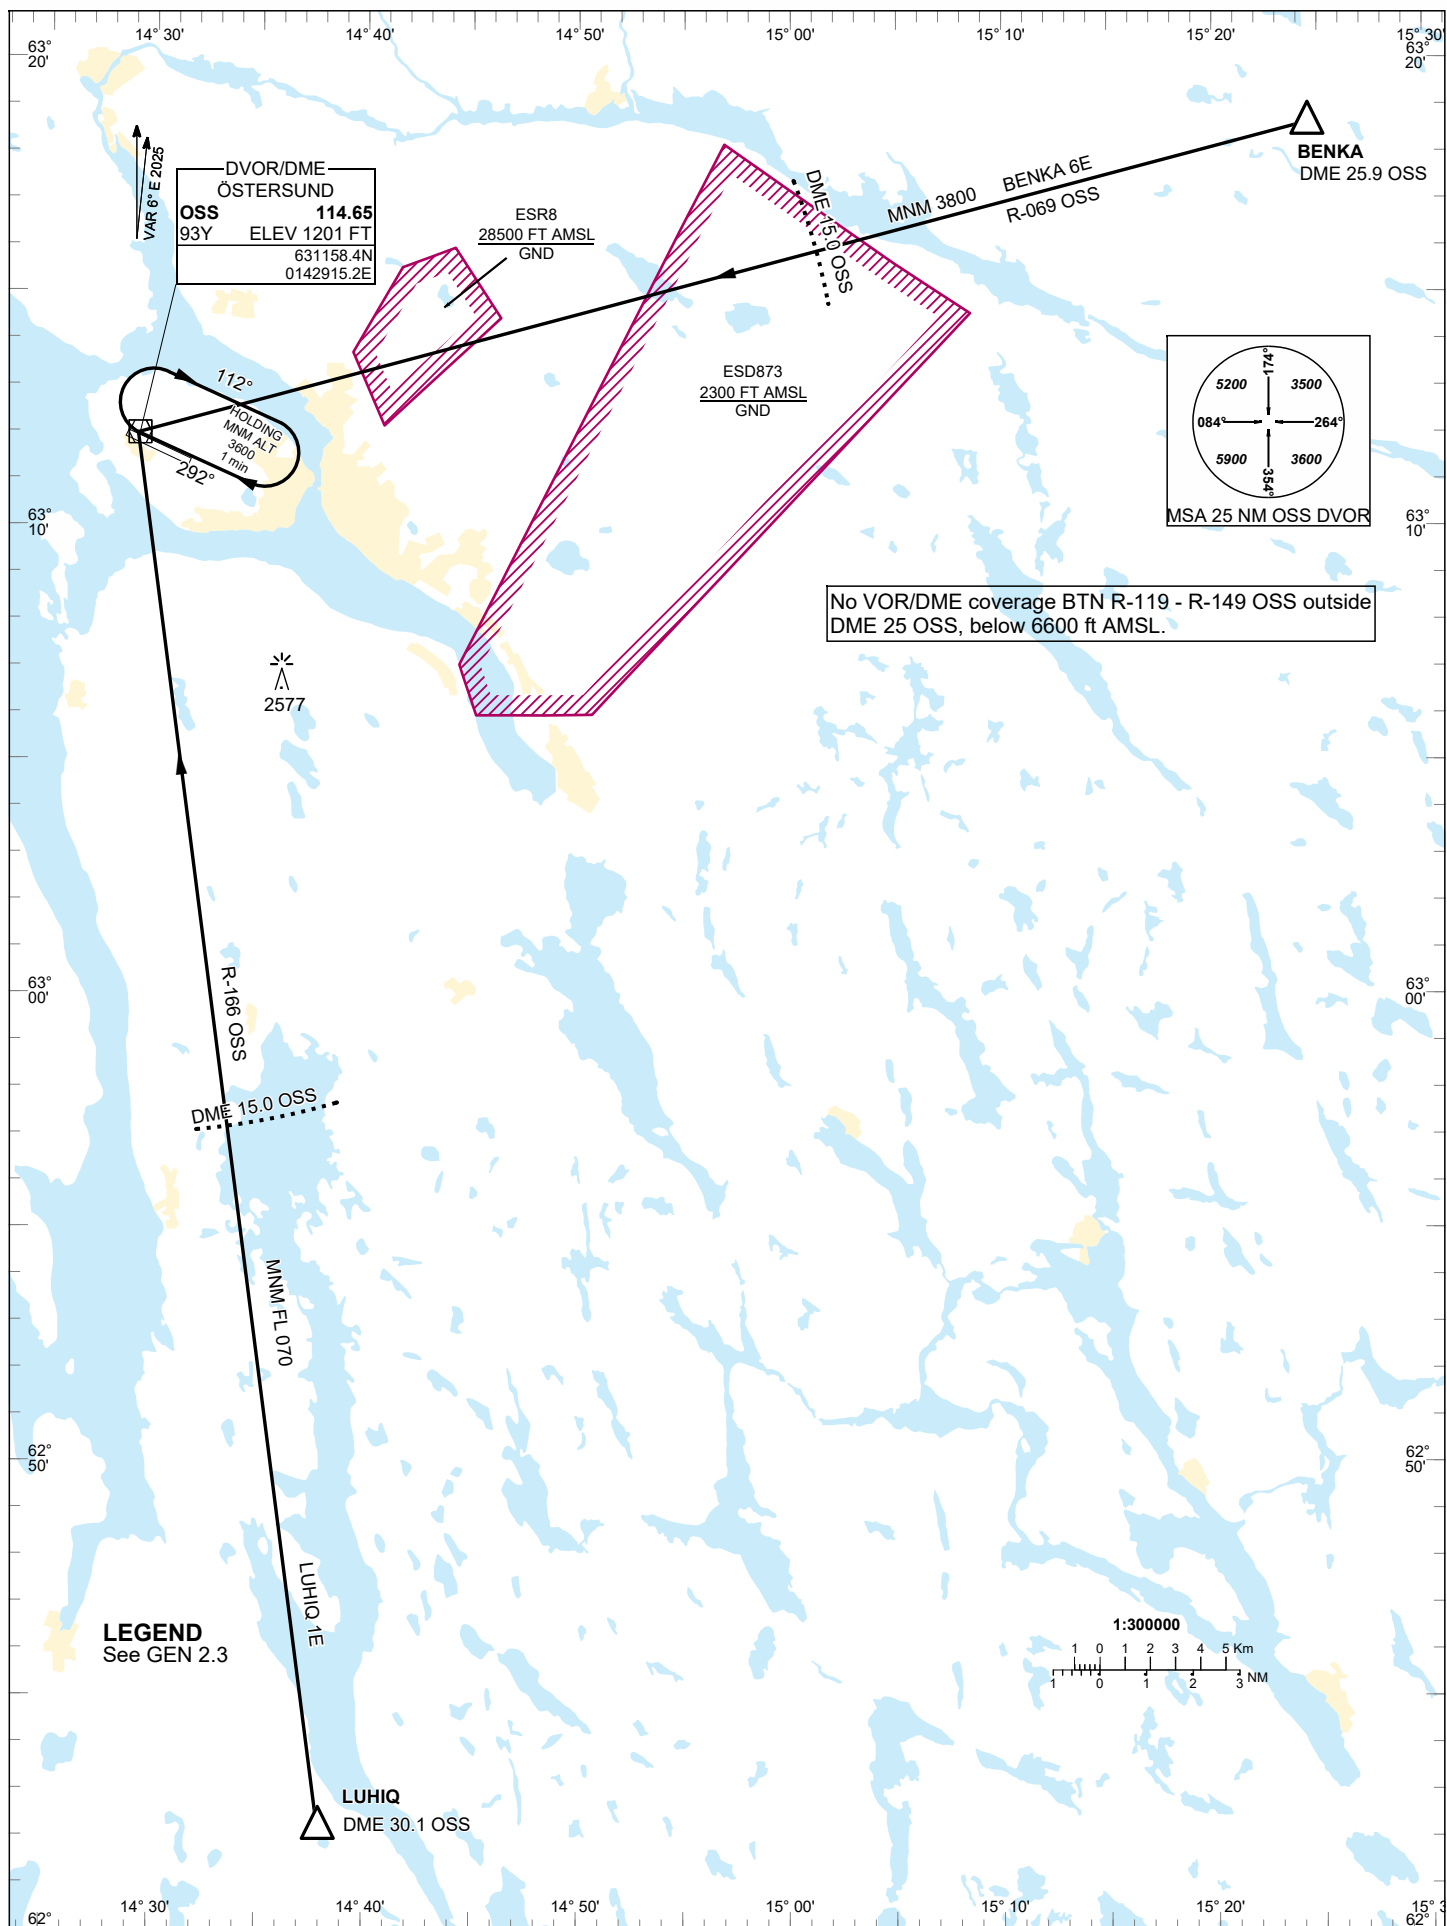 14° 30'
14° 40'
14° 50'
15° 00'
15° 10'
15° 20'
15° 30'
63°
20'
63°
20'
BENKA
DME 25.9 OSS
BENKA 6E
MNM 3800
R-069 OSS
DME 15.0 OSS
VAR 6° E 2025
DVOR/DME
ÖSTERSUND
OSS 114.65
93Y ELEV 1201 FT
631158.4N
0142915.2E
ESR8
28500 FT AMSL
GND
ESD873
2300 FT AMSL
GND
112°
HOLDING
MNM ALT
3600
1 min
292°
174°
5200
3500
084°
264°
5900
3600
354°
MSA 25 NM OSS DVOR
63°
10'
63°
10'
No VOR/DME coverage BTN R-119 - R-149 OSS outside
DME 25 OSS, below 6600 ft AMSL.
2577
63°
00'
63°
00'
R-166 OSS
DME 15.0 OSS
MNM FL 070
62°
50'
62°
50'
LUHIQ 1E
LEGEND
See GEN 2.3
1:300000
1 0 1 2 3 4 5 Km
1 0 1 2 3 NM
LUHIQ
DME 30.1 OSS
14° 30'
14° 40'
14° 50'
15° 00'
15° 10'
15° 20'
15° 3
62°
62°